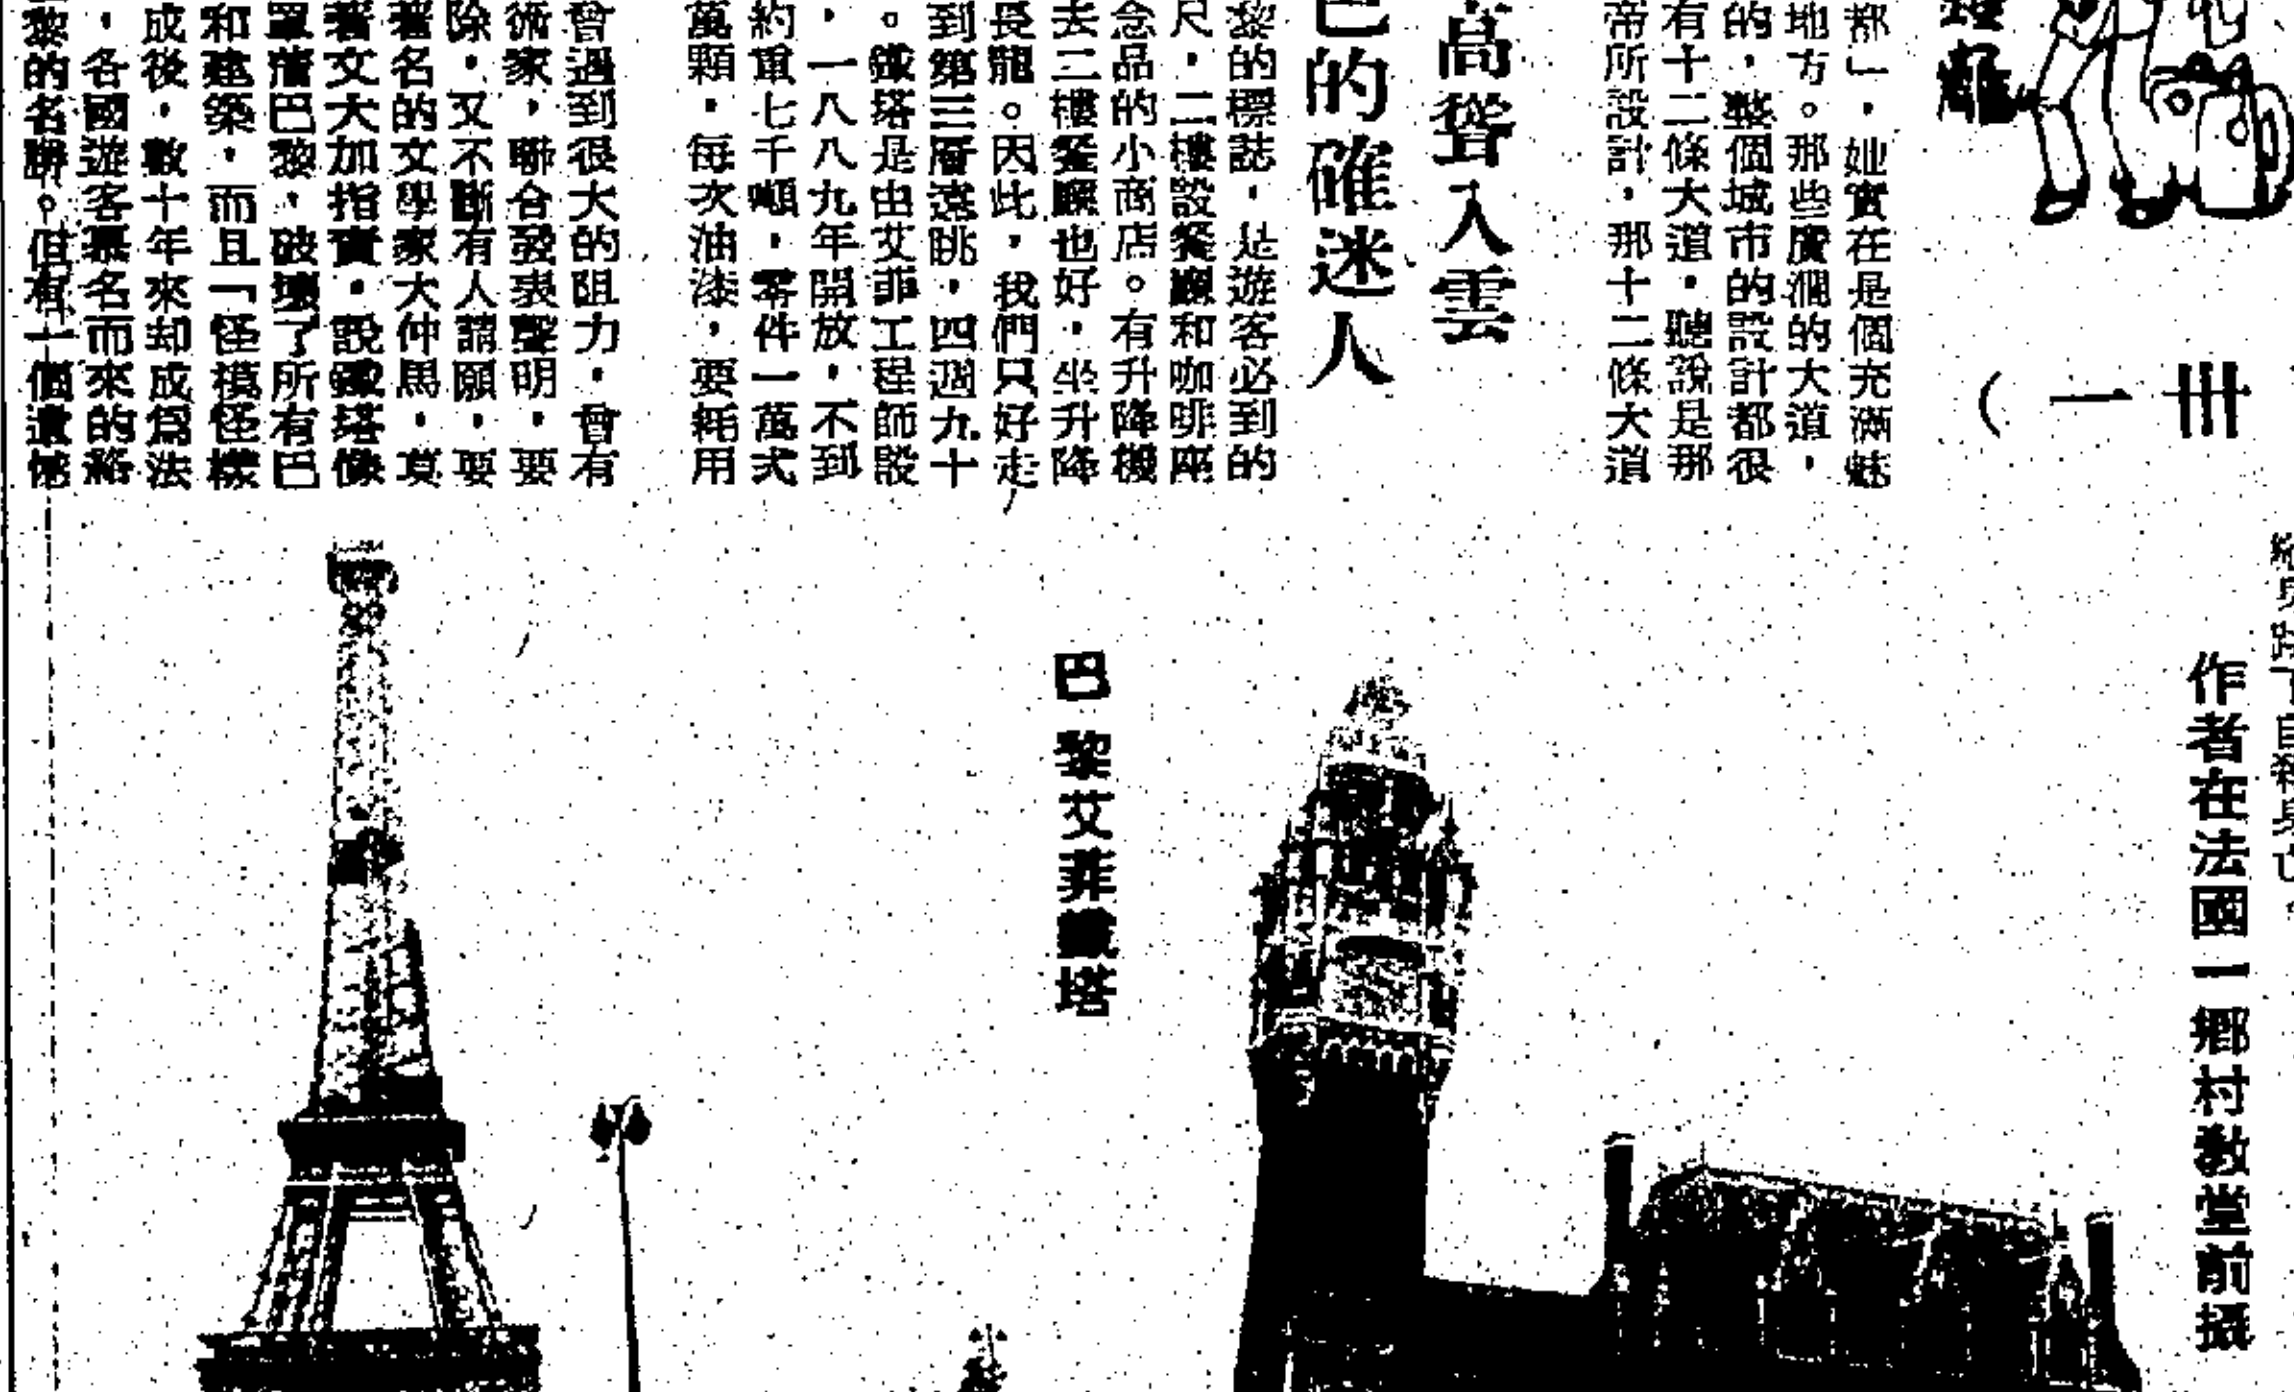 卅一（
都」，她實在是個充滿魅
地方。那些廣濶的大道，
的，整個城市的設計都很
有十二條大道，聽說是那
帝所設計，那十二條大道
高聳入雲
巴的確迷人
黎的標誌，是遊客必到的
尺，二樓設餐廳和咖啡座
念品的小商店。有升降機
去二樓餐廳也好，坐升降
長龍。因此，我們只好走
到第三層遠眺，四週九十
。鐵塔是由艾菲工程師設
，一八八九年開放，不到
約重七千噸，零件一萬弍
萬顆，每次油漆，要耗用
曾過到很大的阻力，曾有
術家，聯合發表聲明，要
除，又不斷有人請願，要
著名的文學家大仲馬，莫
著文大加指責，說鐵塔像
罩着巴黎，破壞了所有巴
和建築，而且「怪模怪樣
成後，數十年來却成爲法
，各國遊客慕名而來的將
黎的名勝。但有一個遺憾
作者在法國一鄉村教堂前攝
巴黎艾菲鐵塔